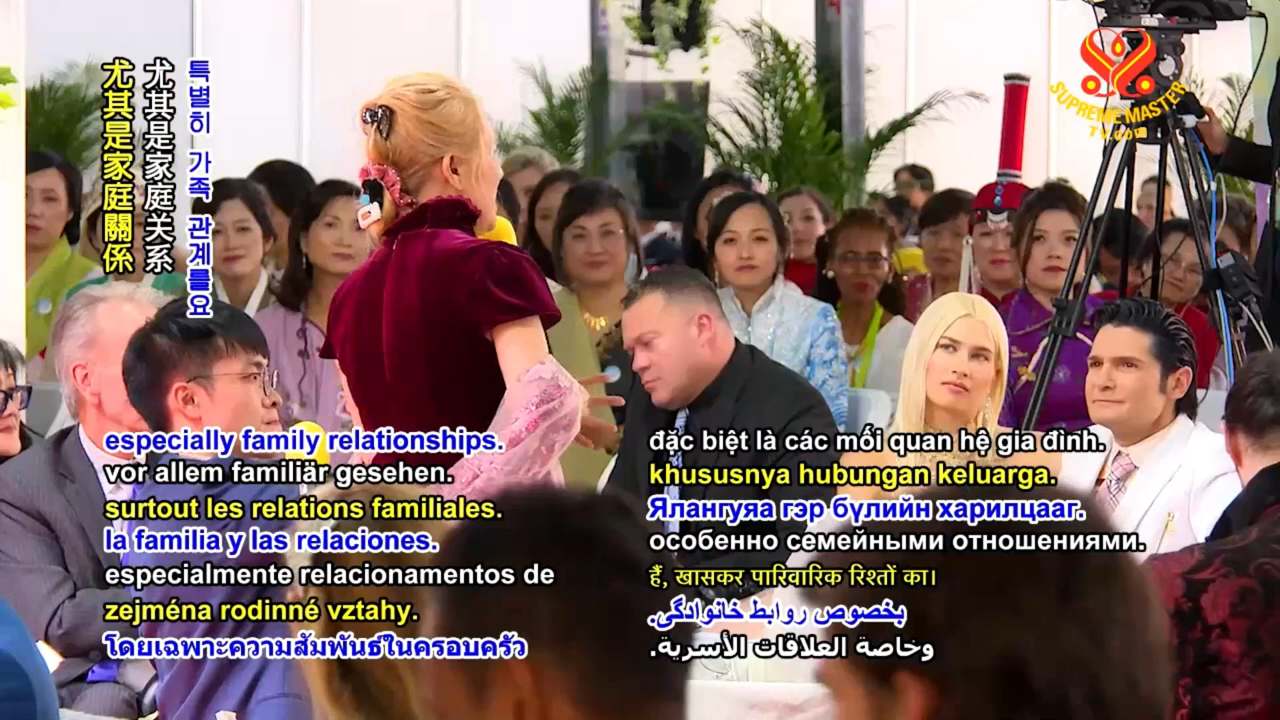 특별히 가족 관계를요
尤其是家庭关系
尤其是家庭關係
SUPREME MASTER
TV.COM
especially family relationships.
vor allem familiär gesehen.
surtout les relations familiales.
la familia y las relaciones.
especialmente relacionamentos de
zejména rodinné vztahy.
โดยเฉพาะความสัมพันธ์ในครอบครัว
đặc biệt là các mối quan hệ gia đình.
khususnya hubungan keluarga.
Ялангуяа гэр бүлийн харилцааг.
особенно семейными отношениями.
हैं, खासकर पारिवारिक रिश्तों का।
بخصوص روابط خانوادگی.
وخاصة العلاقات الأسرية.